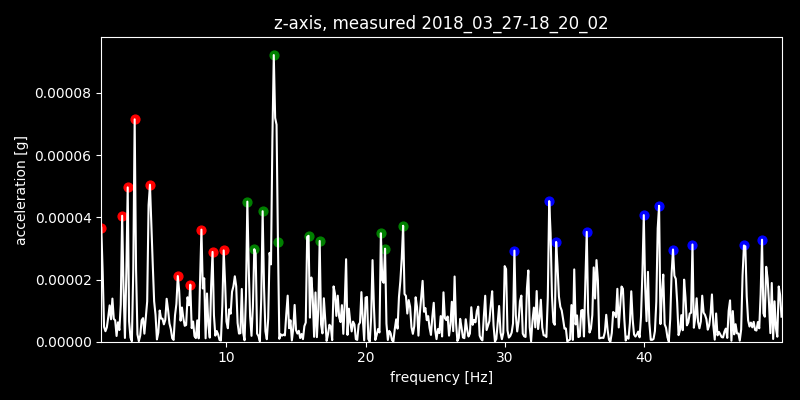 z-axis, measured 2018_03_27-18_20_02
acceleration [g]
0.00008
0.00006
0.00004
0.00002
0.00000
10 20 30 40
frequency [Hz]